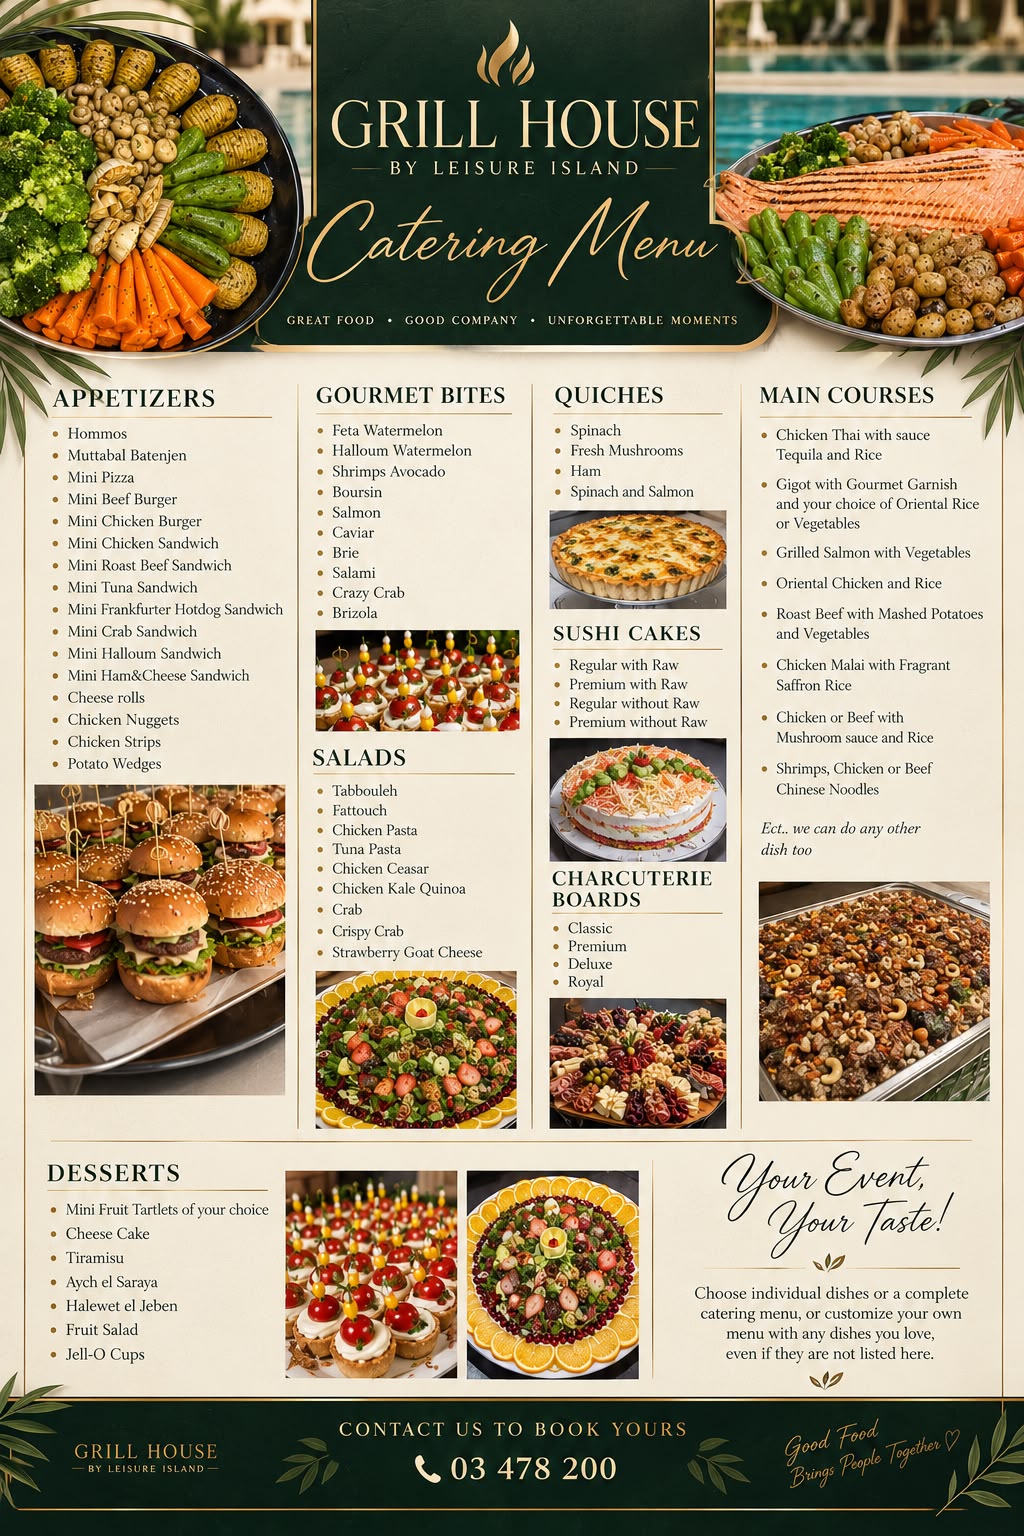 GRILL HOUSE
BY LEISURE ISLAND
Catering Menu
GREAT FOOD • GOOD COMPANY • UNFORGETTABLE MOMENTS
APPETIZERS
• Hommos
• Muttabal Batenjen
• Mini Pizza
• Mini Beef Burger
• Mini Chicken Burger
• Mini Chicken Sandwich
• Mini Roast Beef Sandwich
• Mini Tuna Sandwich
• Mini Frankfurter Hotdog Sandwich
• Mini Crab Sandwich
• Mini Halloum Sandwich
• Mini Ham&Cheese Sandwich
• Cheese rolls
• Chicken Nuggets
• Chicken Strips
• Potato Wedges
GOURMET BITES
• Feta Watermelon
• Halloum Watermelon
• Shrimps Avocado
• Boursin
• Salmon
• Caviar
• Brie
• Salami
• Crazy Crab
• Brizola
SALADS
• Tabbouleh
• Fattouch
• Chicken Pasta
• Tuna Pasta
• Chicken Ceasar
• Chicken Kale Quinoa
• Crab
• Crispy Crab
• Strawberry Goat Cheese
QUICHES
• Spinach
• Fresh Mushrooms
• Ham
• Spinach and Salmon
SUSHI CAKES
• Regular with Raw
• Premium with Raw
• Regular without Raw
• Premium without Raw
CHARCUTERIE
BOARDS
• Classic
• Premium
• Deluxe
• Royal
MAIN COURSES
• Chicken Thai with sauce
Tequila and Rice
• Gigot with Gourmet Garnish
and your choice of Oriental Rice
or Vegetables
• Grilled Salmon with Vegetables
• Oriental Chicken and Rice
• Roast Beef with Mashed Potatoes
and Vegetables
• Chicken Malai with Fragrant
Saffron Rice
• Chicken or Beef with
Mushroom sauce and Rice
• Shrimps, Chicken or Beef
Chinese Noodles
Ect.. we can do any other
dish too
DESSERTS
• Mini Fruit Tartlets of your choice
• Cheese Cake
• Tiramisu
• Aych el Saraya
• Halewet el Jeben
• Fruit Salad
• Jell-O Cups
Your Event,
Your Taste!
Choose individual dishes or a complete
catering menu, or customize your own
menu with any dishes you love,
even if they are not listed here.
GRILL HOUSE
BY LEISURE ISLAND
CONTACT US TO BOOK YOURS
03 478 200
Good Food
Brings People Together